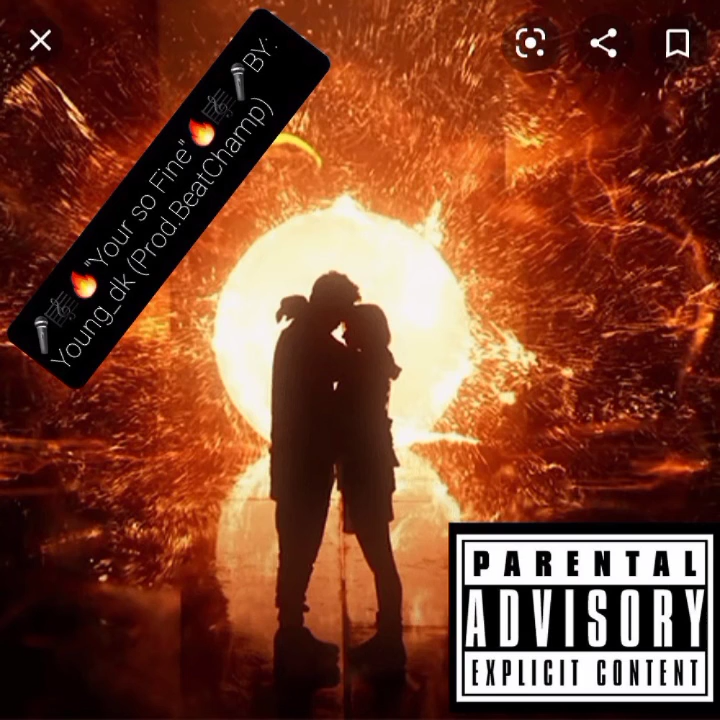 🎤🎼🔥"Your so Fine"🔥🎼🎤BY:
Young_dk (Prod.BeatChamp)
PARENTAL
ADVISORY
EXPLICIT CONTENT